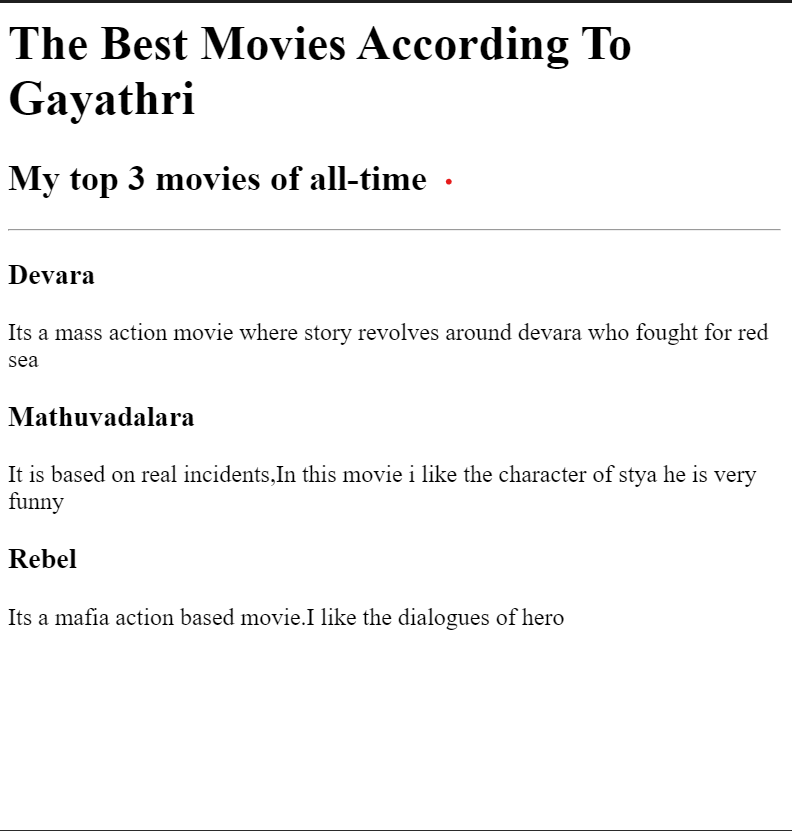 The Best Movies According To
Gayathri
My top 3 movies of all-time
Devara
Its a mass action movie where story revolves around devara who fought for red
sea
Mathuvadalara
It is based on real incidents,In this movie i like the character of stya he is very
funny
Rebel
Its a mafia action based movie.I like the dialogues of hero